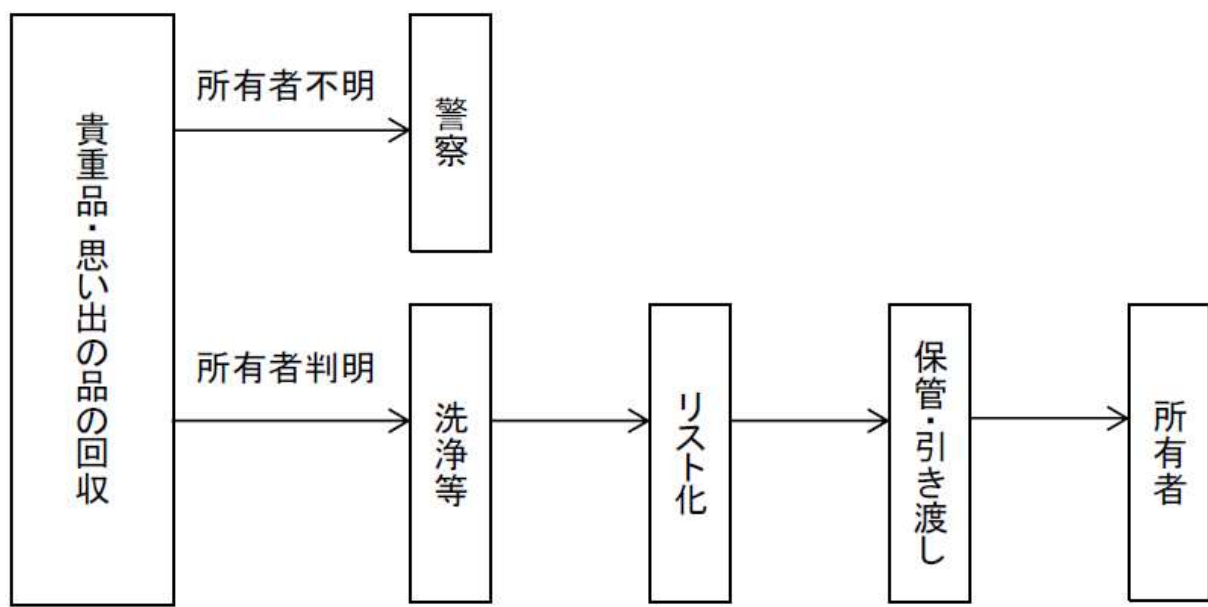 貴重品・思い出の品の回収
所有者不明
警察
所有者判明
洗浄等
リスト化
保管・引き渡し
所有者